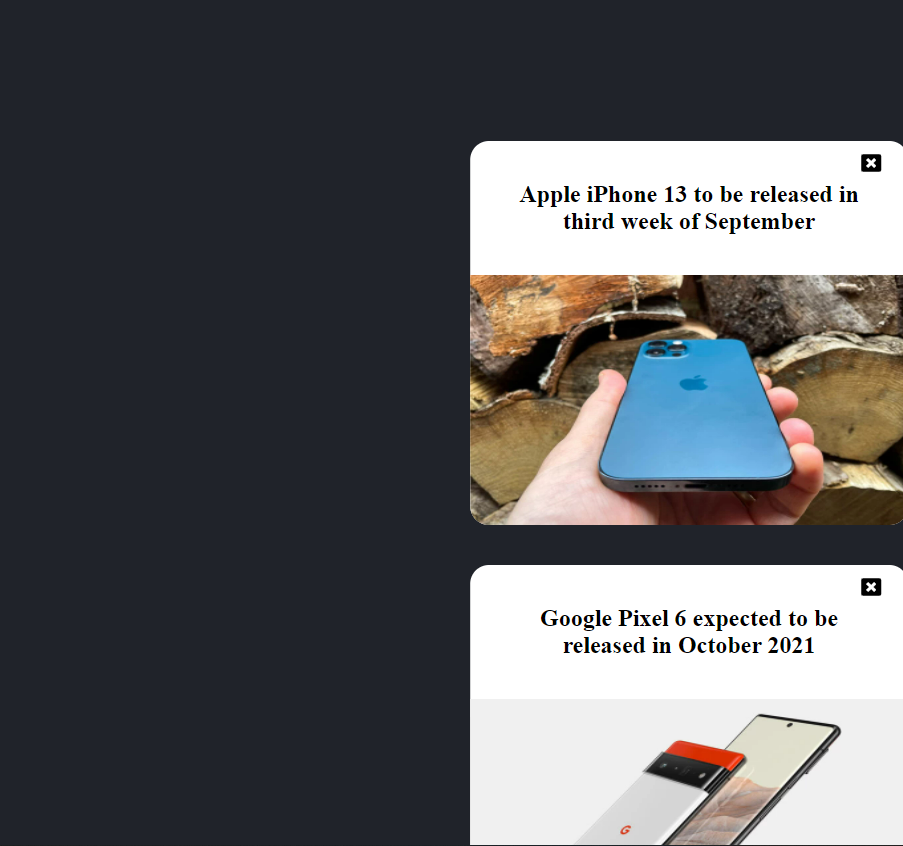 Apple iPhone 13 to be released in
third week of September
Google Pixel 6 expected to be
released in October 2021
G